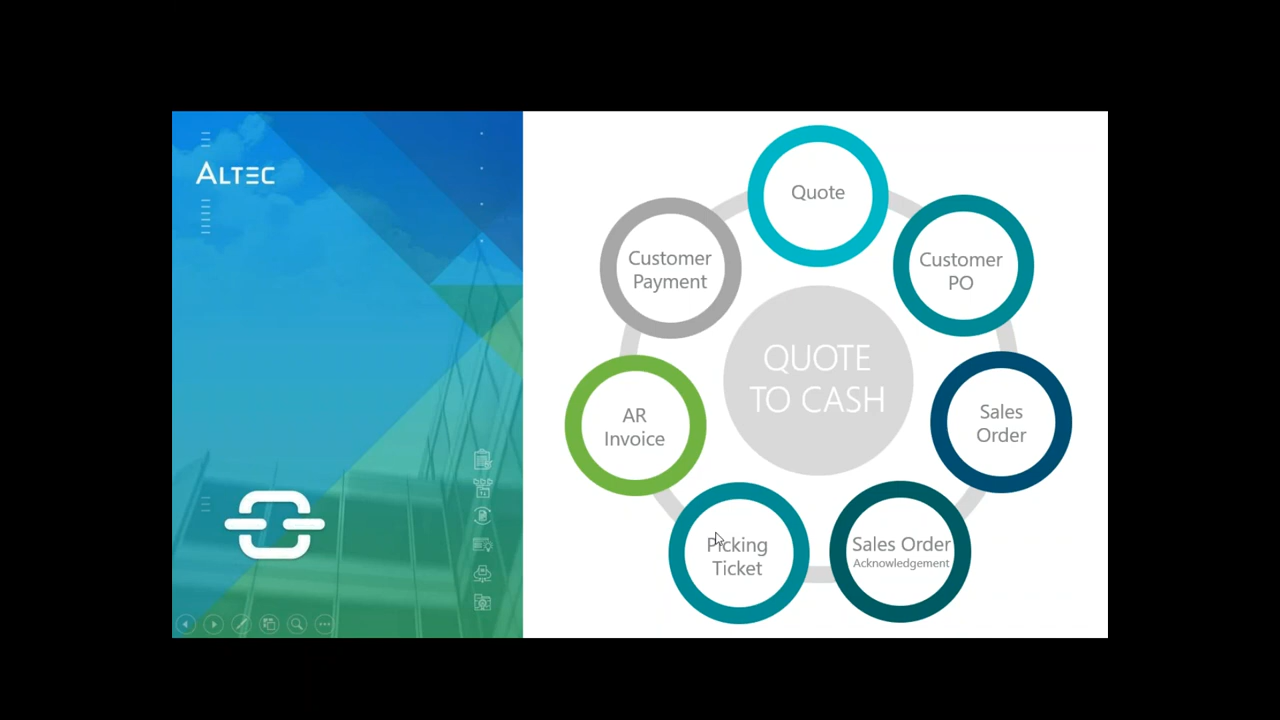 ALTEC
Quote
Customer
PO
Sales
Order
Sales Order
Acknowledgement
Picking
Ticket
AR
Invoice
Customer
Payment
QUOTE
TO CASH